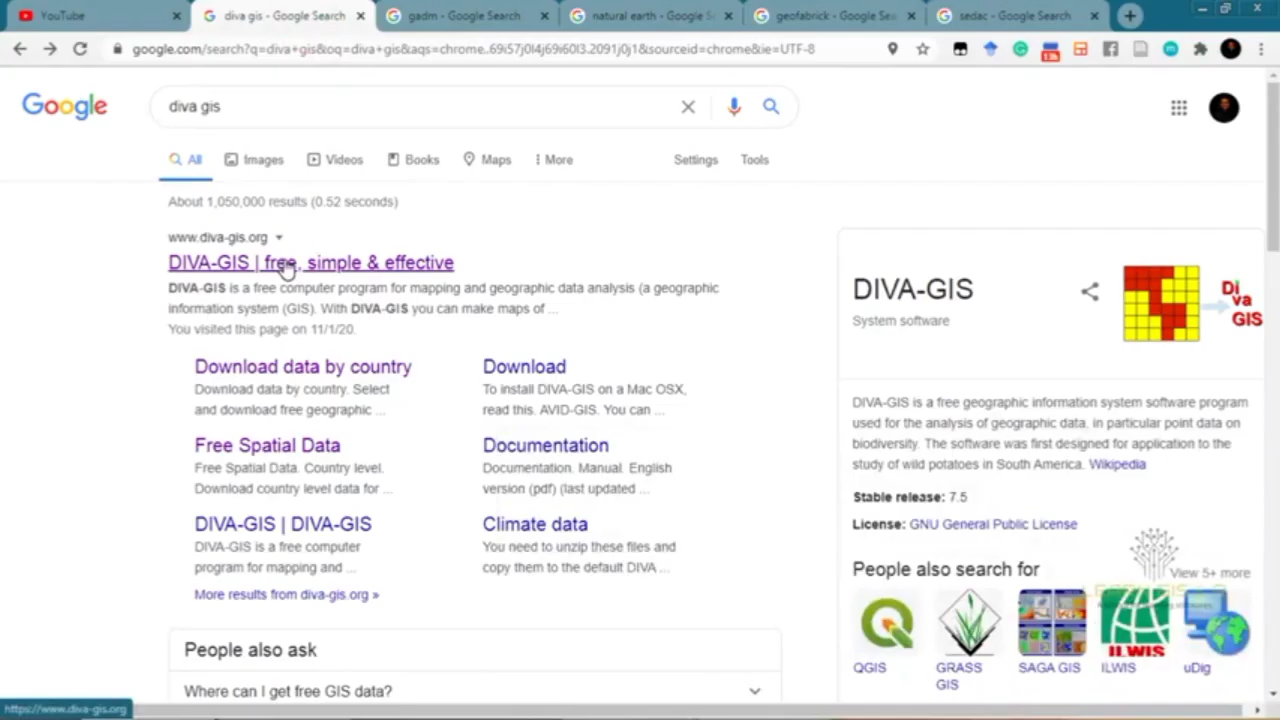 YouTube
diva gis - Google Search
gadm - Google Search
natural earth - Google S
geofabrick - Google Sea
sedac - Google Search
google.com/search?q=diva+gis&oq=diva+gis&aqs=chrome..69i57j0l4j69i60l3.2091j0j1&sourceid=chrome&ie=UTF-8
Google
diva gis
All
Images
Videos
Books
Maps
More
Settings
Tools
About 1,050,000 results (0.52 seconds)
www.diva-gis.org
DIVA-GIS | free, simple & effective
DIVA-GIS is a free computer program for mapping and geographic data analysis (a geographic
information system (GIS). With DIVA-GIS you can make maps of ...
You visited this page on 11/1/20.
Download data by country
Download data by country. Select
and download free geographic ...
Download
To install DIVA-GIS on a Mac OSX,
read this. AVID-GIS. You can ...
Free Spatial Data
Free Spatial Data. Country level.
Download country level data for ...
Documentation
Documentation. Manual. English
version (pdf) (last updated ...
DIVA-GIS | DIVA-GIS
DIVA-GIS is a free computer
program for mapping and ...
Climate data
You need to unzip these files and
copy them to the default DIVA ...
More results from diva-gis.org »
People also ask
Where can I get free GIS data?
DIVA-GIS
System software
Di
va
GIS
DIVA-GIS is a free geographic information system software program
used for the analysis of geographic data, in particular point data on
biodiversity. The software was first designed for application to the
study of wild potatoes in South America. Wikipedia
Stable release: 7.5
License: GNU General Public License
People also search for
View 5+ more
ILWIS
QGIS
GRASS
GIS
SAGA GIS
ILWIS
uDig
https://www.diva-gis.org